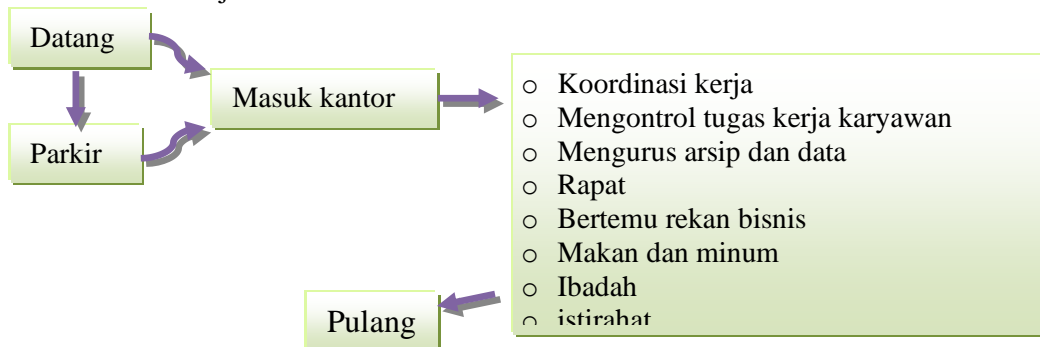 Datang
Masuk kantor
Parkir
o Koordinasi kerja
o Mengontrol tugas kerja karyawan
o Mengurus arsip dan data
o Rapat
o Bertemu rekan bisnis
o Makan dan minum
o Ibadah
o istirahat
Pulang